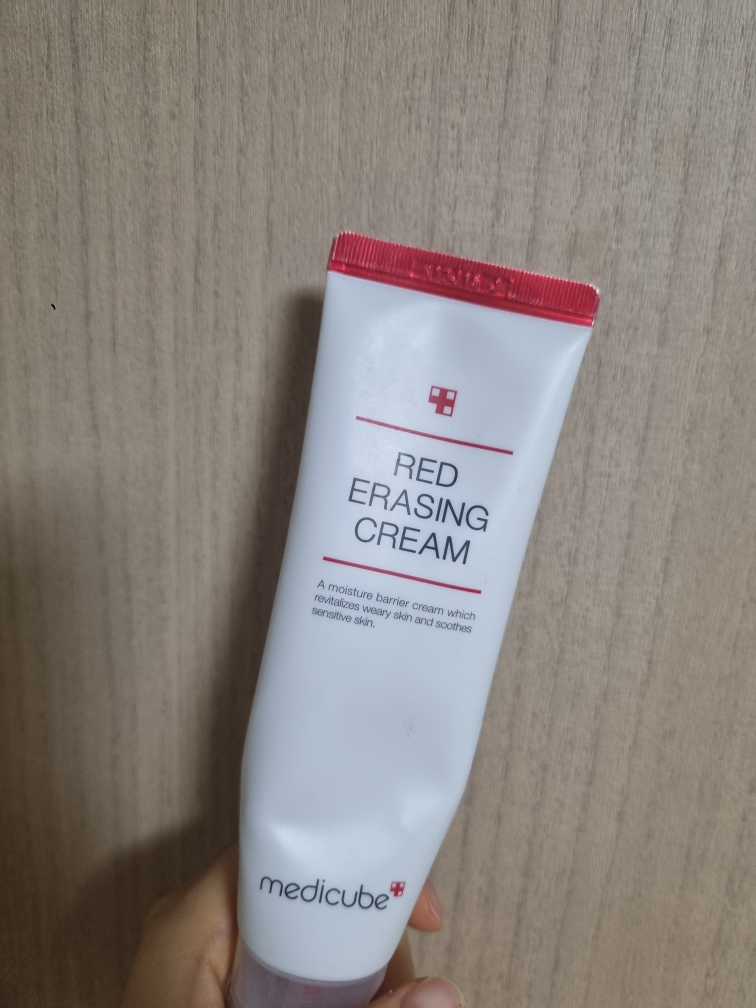 RED
ERASING
CREAM
A moisture barrier cream which
revitalizes weary skin and soothes
sensitive skin.
medicube